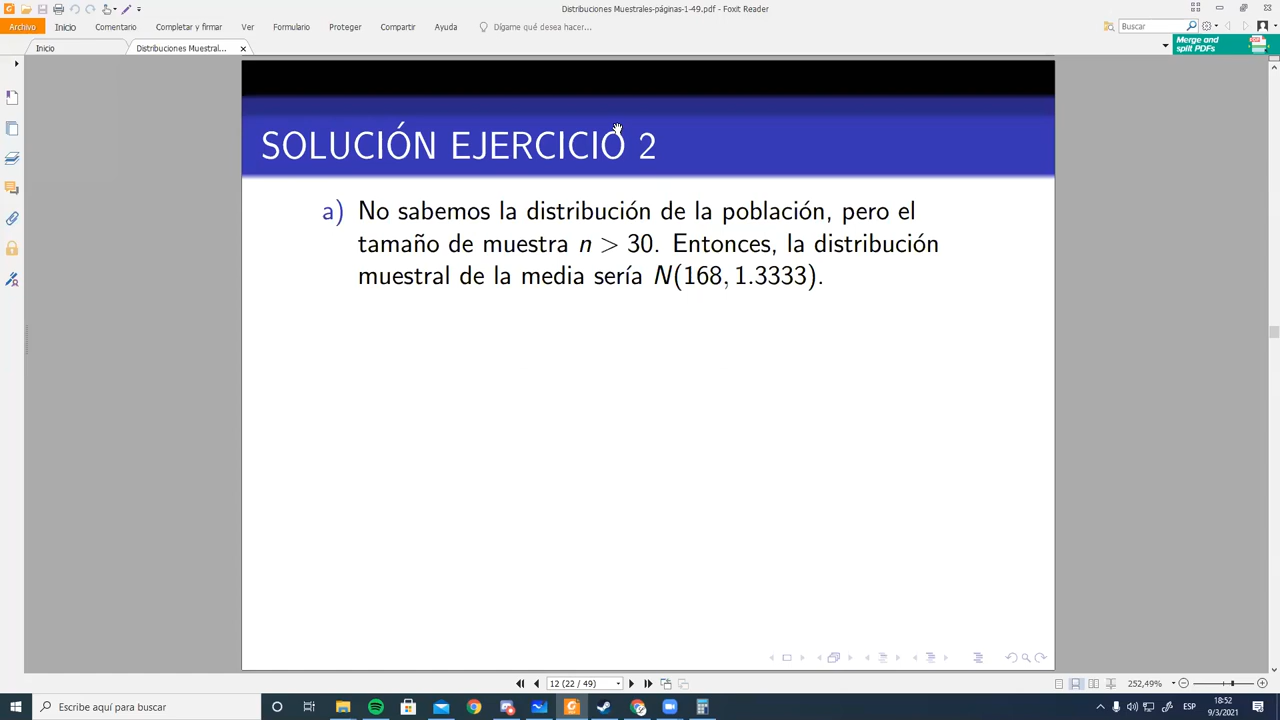 Distribuciones Muestrales-páginas-1-49.pdf - Foxit Reader
Archivo Inicio Comentario Completar y firmar Ver Formulario Proteger Compartir Ayuda Dígame qué desea hacer... Buscar
Merge and
split PDFs
Inicio Distribuciones Muestral...
SOLUCIÓN EJERCICIO 2
a) No sabemos la distribución de la población, pero el
tamaño de muestra n > 30. Entonces, la distribución
muestral de la media sería N(168, 1.3333).
12 (22 / 49) 252,49%
Escribe aquí para buscar
ESP
18:52
9/3/2021